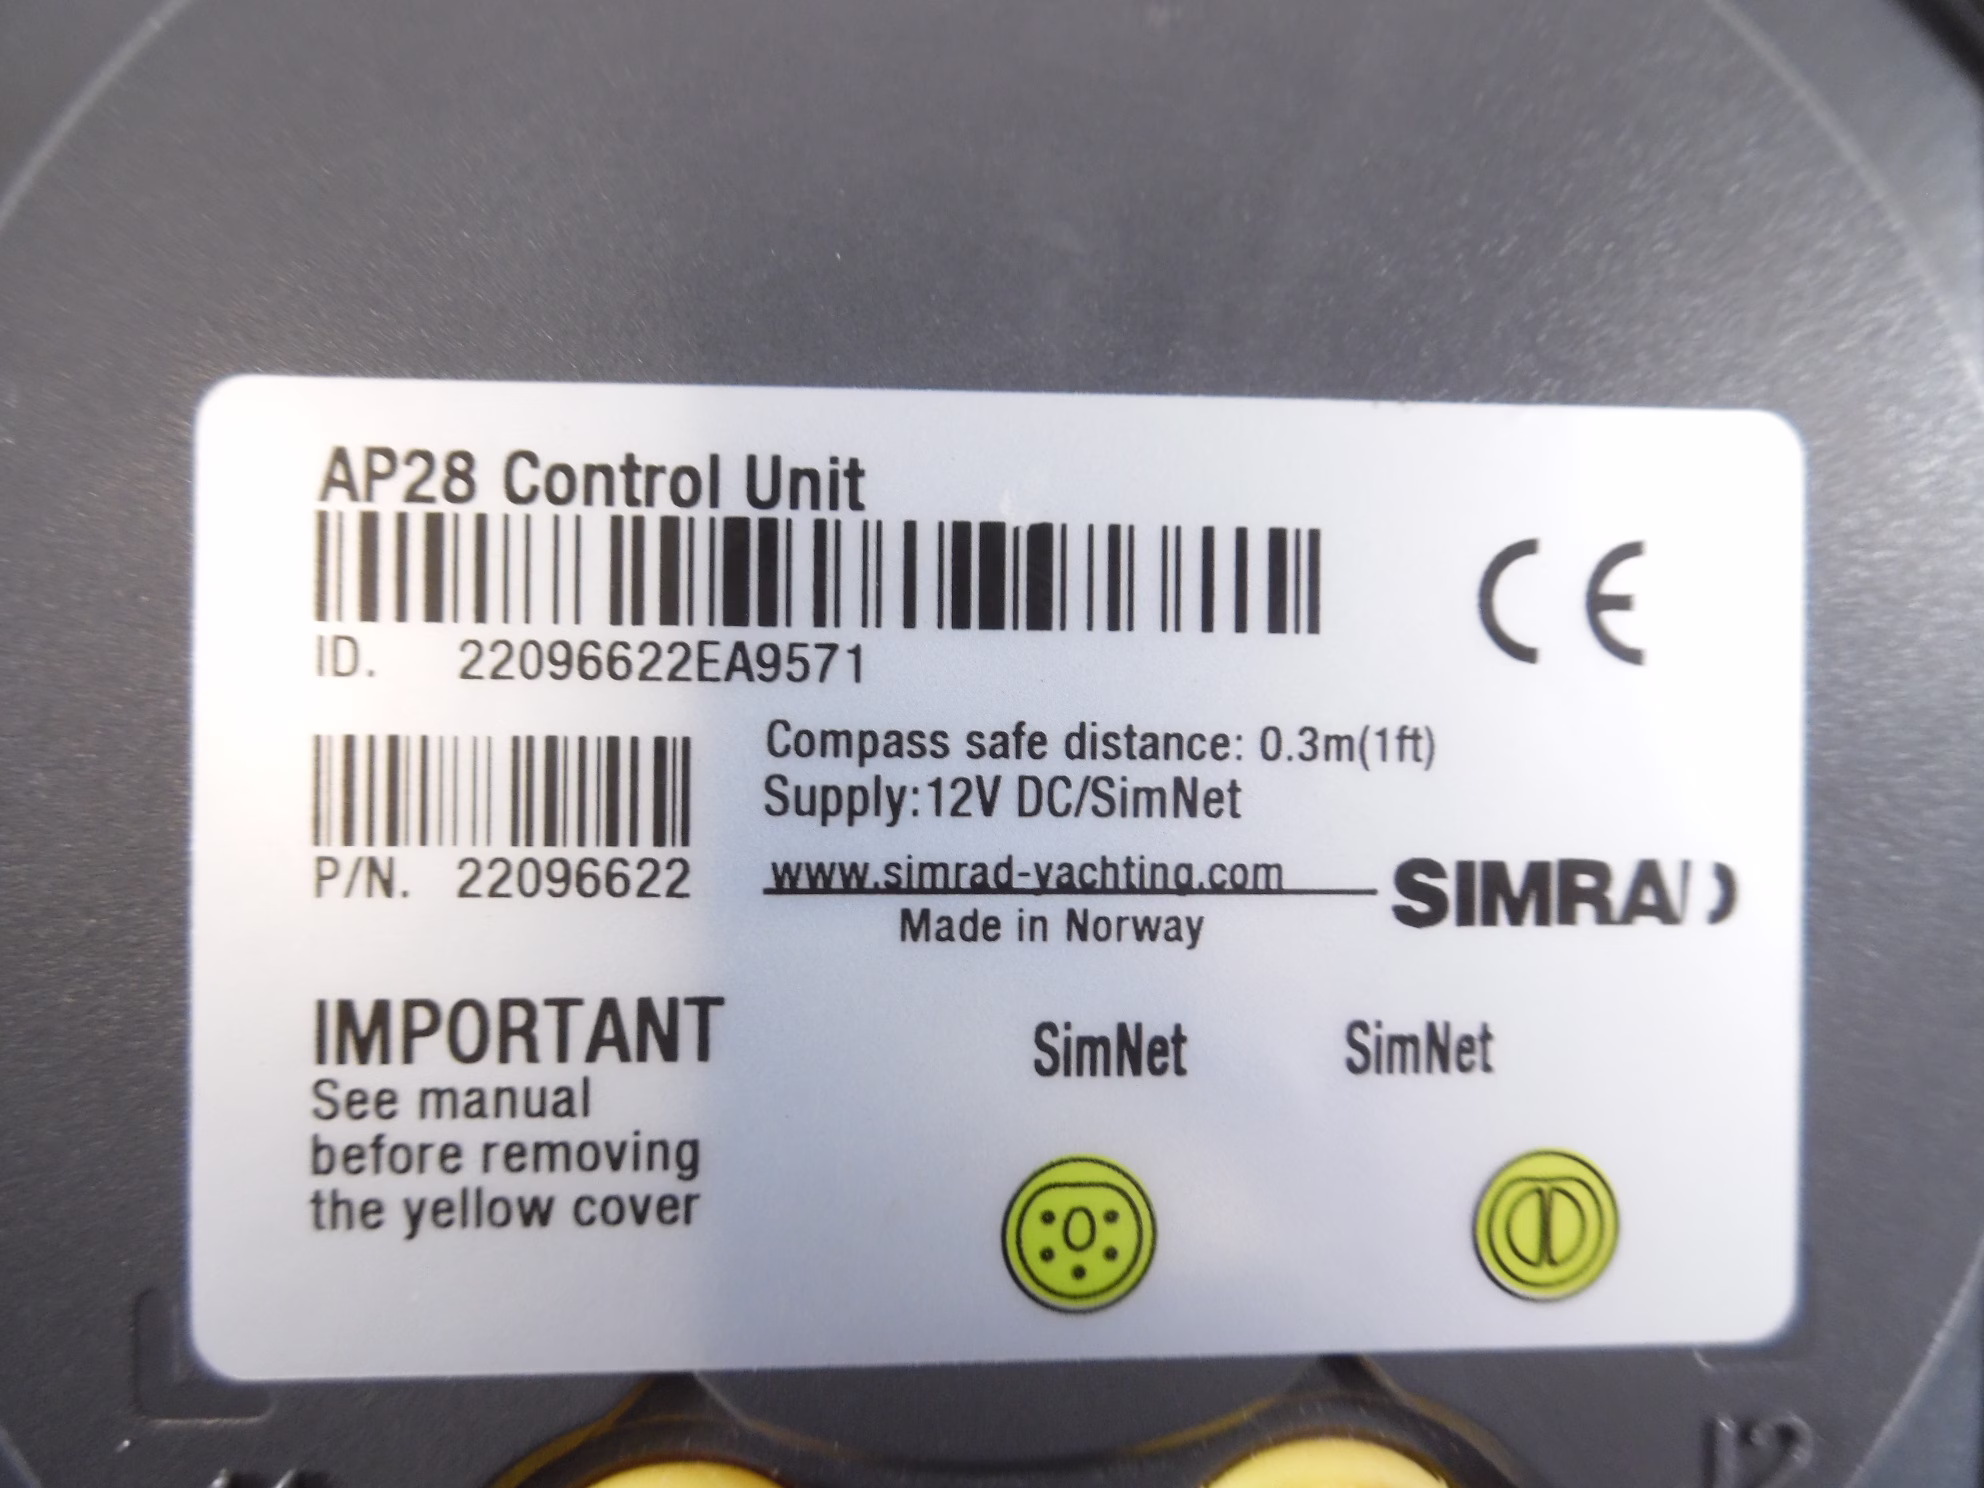 AP28 Control Unit
CE
ID. 22096622EA9571
Compass safe distance: 0.3m(1ft)
Supply:12V DC/SimNet
P/N. 22096622
www.simrad-yachting.com
SIMRAD
Made in Norway
IMPORTANT
See manual
before removing
the yellow cover
SimNet SimNet